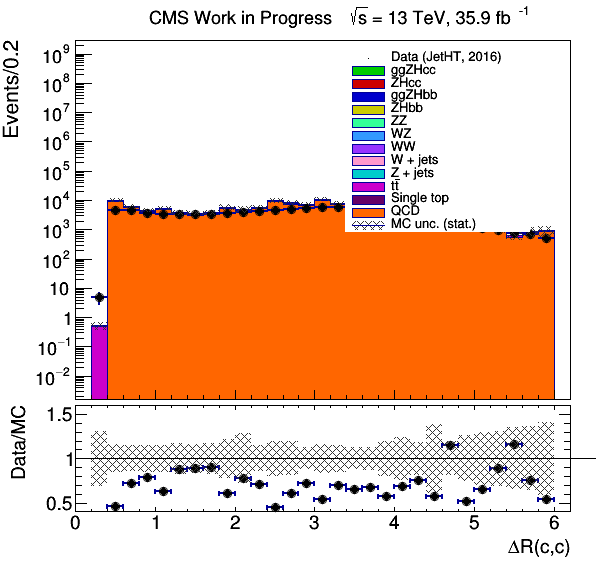 CMS Work in Progress √s = 13 TeV, 35.9 fb⁻¹
Events/0.2
10⁹
10⁸
10⁷
10⁶
10⁵
10⁴
10³
10²
10
1
10⁻¹
10⁻²
Data (JetHT, 2016)
ggZHcc
ZHcc
ggZHbb
ZHbb
ZZ
WZ
WW
W + jets
Z + jets
tt̄
Single top
QCD
MC unc. (stat.)
Data/MC
1.5
1
0.5
0 1 2 3 4 5 6
ΔR(c,c)